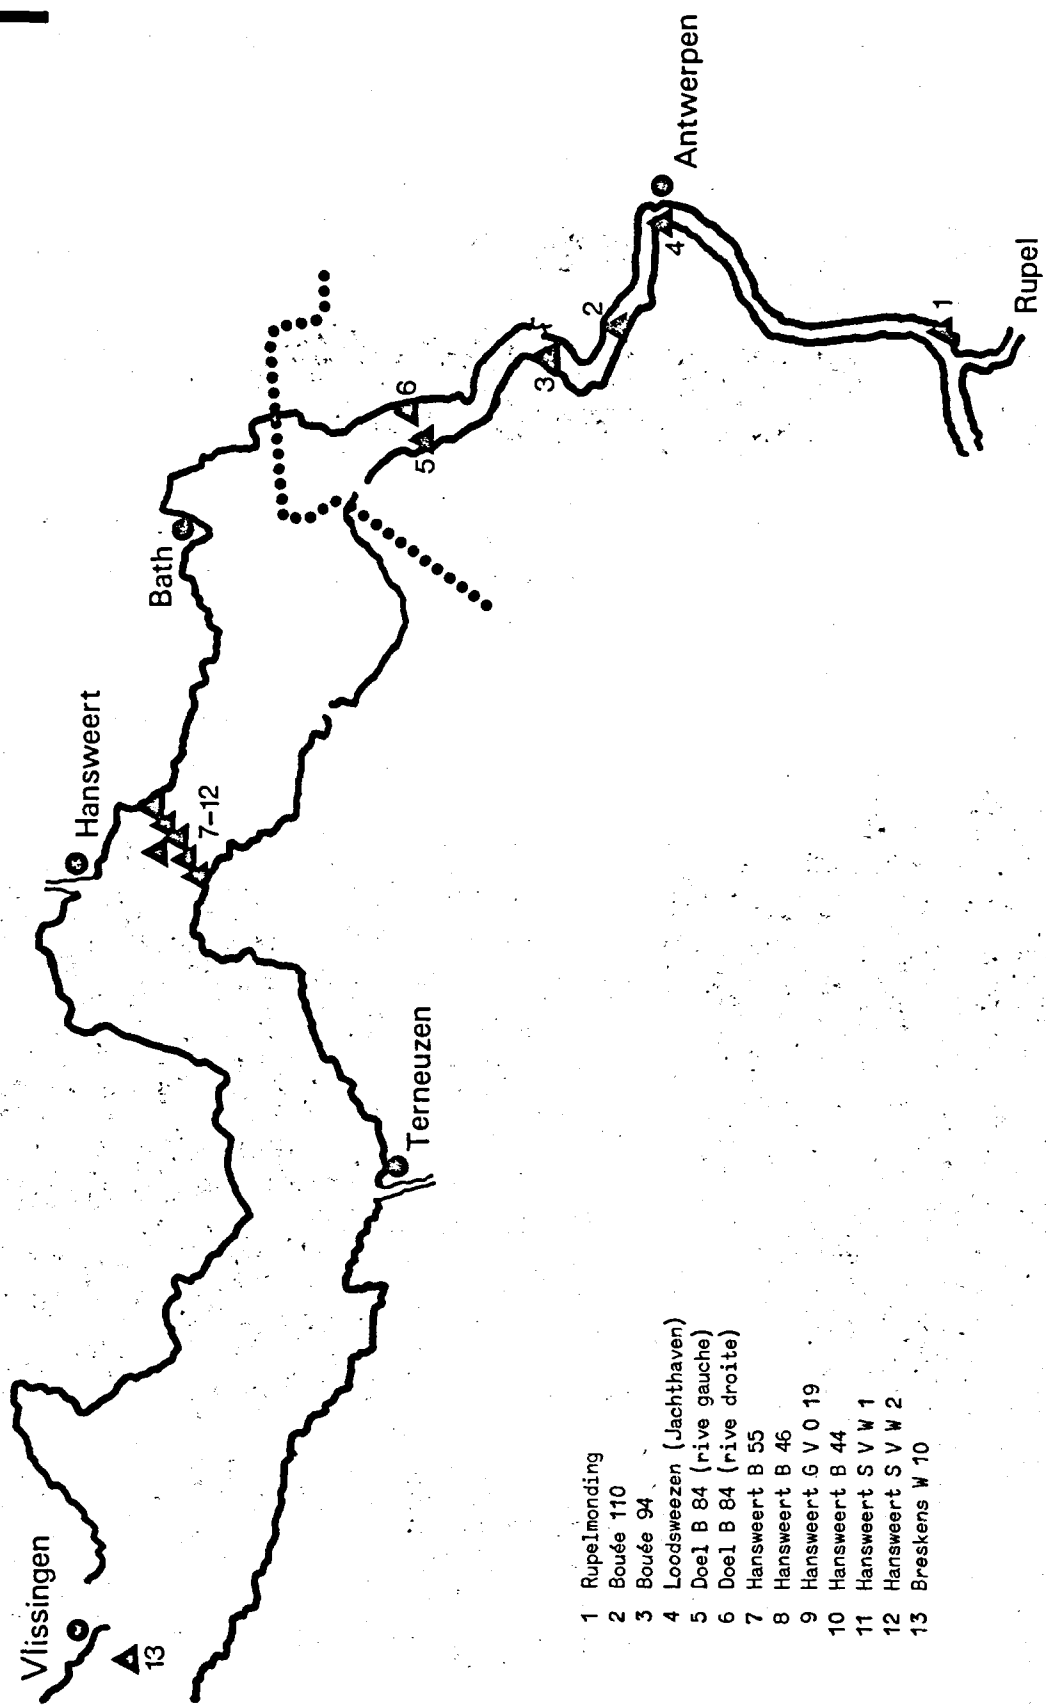 Vlissingen
13
Terneuzen
Hansweert
7-12
Bath
5
6
3
2
4
Antwerpen
1
Rupel
1 Rupelmonding
2 Bouée 110
3 Bouée 94
4 Loodsweezen (Jachthaven)
5 Doel B 84 (rive gauche)
6 Doel B 84 (rive droite)
7 Hansweert B 55
8 Hansweert B 46
9 Hansweert G V O 19
10 Hansweert B 44
11 Hansweert S V W 1
12 Hansweert S V W 2
13 Breskens W 10